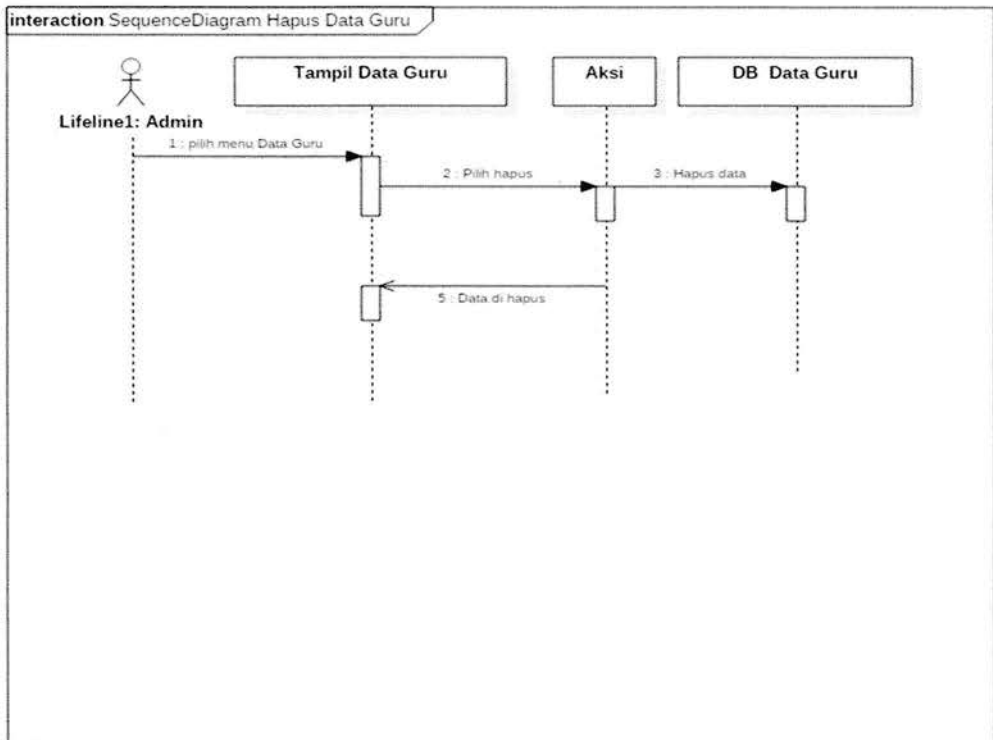 interaction SequenceDiagram Hapus Data Guru
Tampil Data Guru
Aksi
DB Data Guru
Lifeline1: Admin
1 : pilih menu Data Guru
2 : Pilih hapus
3 : Hapus data
5 : Data di hapus